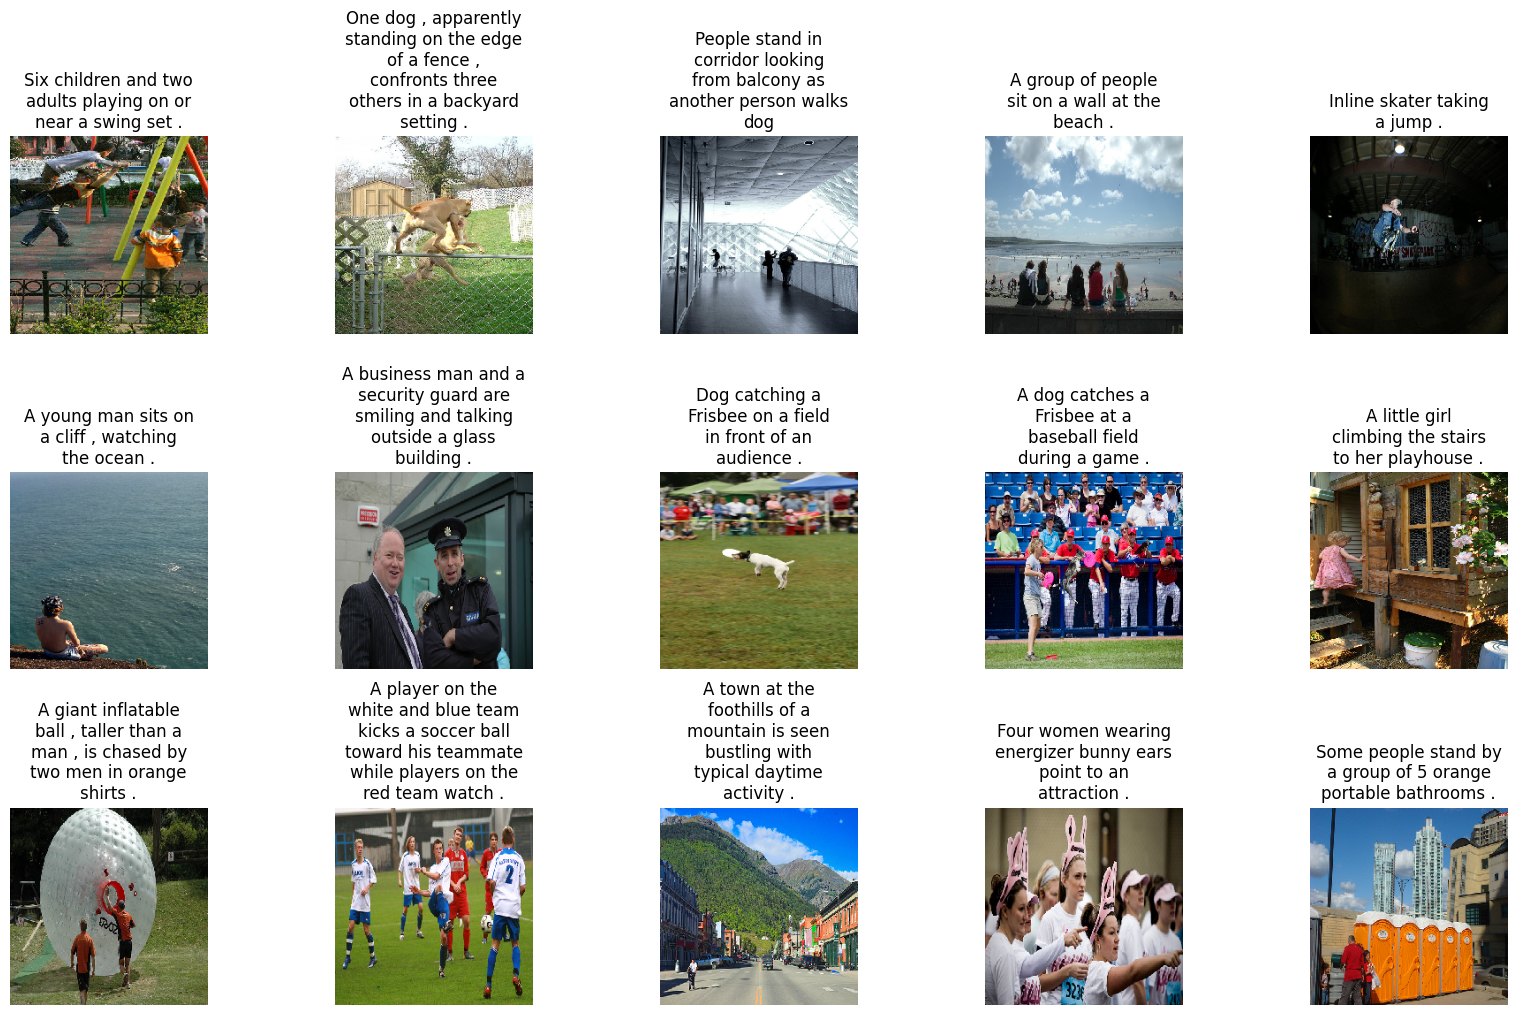 Six children and two
adults playing on or
near a swing set .
One dog , apparently
standing on the edge
of a fence ,
confronts three
others in a backyard
setting .
People stand in
corridor looking
from balcony as
another person walks
dog
A group of people
sit on a wall at the
beach .
Inline skater taking
a jump .
A young man sits on
a cliff , watching
the ocean .
A business man and a
security guard are
smiling and talking
outside a glass
building .
Dog catching a
Frisbee on a field
in front of an
audience .
A dog catches a
Frisbee at a
baseball field
during a game .
A little girl
climbing the stairs
to her playhouse .
A giant inflatable
ball , taller than a
man , is chased by
two men in orange
shirts .
A player on the
white and blue team
kicks a soccer ball
toward his teammate
while players on the
red team watch .
2
A town at the
foothills of a
mountain is seen
bustling with
typical daytime
activity .
Four women wearing
energizer bunny ears
point to an
attraction .
3236
Some people stand by
a group of 5 orange
portable bathrooms .